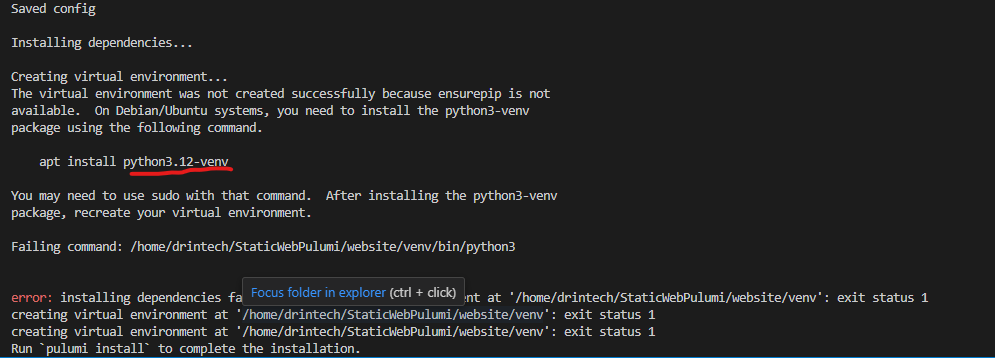 Saved config
Installing dependencies...
Creating virtual environment...
The virtual environment was not created successfully because ensurepip is not
available.  On Debian/Ubuntu systems, you need to install the python3-venv
package using the following command.
    apt install python3.12-venv
You may need to use sudo with that command.  After installing the python3-venv
package, recreate your virtual environment.
Failing command: /home/drintech/StaticWebPulumi/website/venv/bin/python3
Focus folder in explorer (ctrl + click)
error: installing dependencies at '/home/drintech/StaticWebPulumi/website/venv': exit status 1
creating virtual environment at '/home/drintech/StaticWebPulumi/website/venv': exit status 1
creating virtual environment at '/home/drintech/StaticWebPulumi/website/venv': exit status 1
Run `pulumi install` to complete the installation.